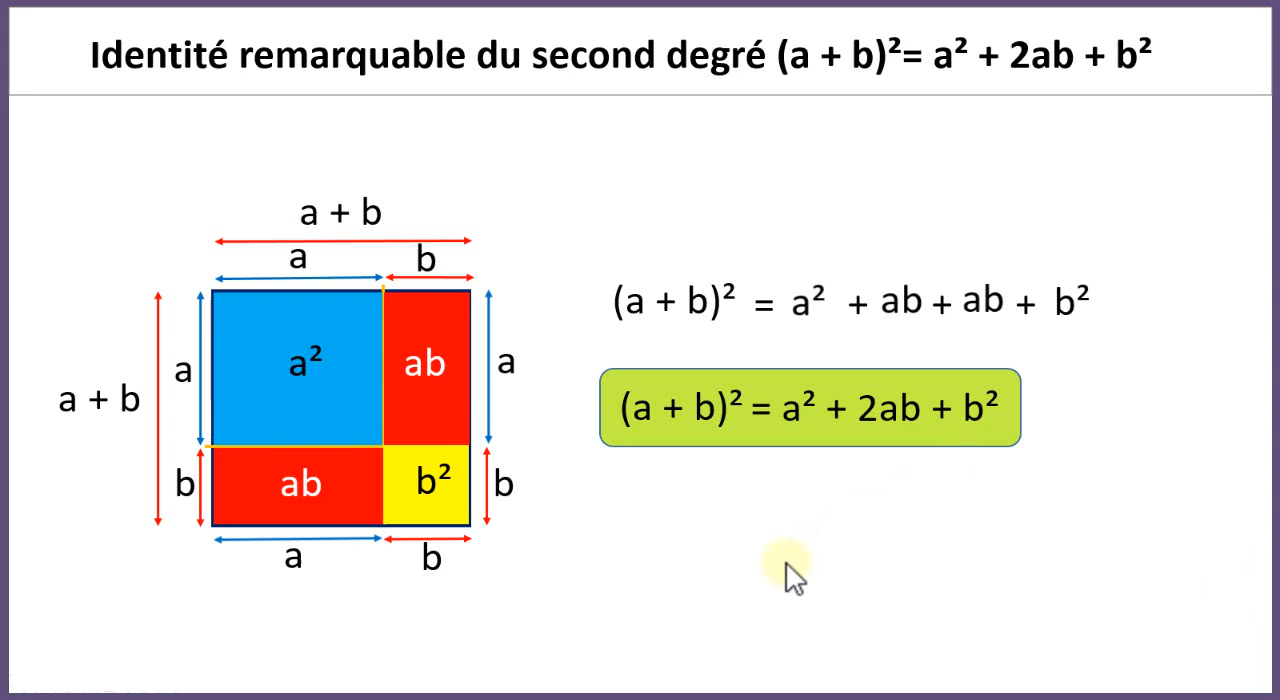 Identité remarquable du second degré (a + b)²= a² + 2ab + b²
a + b
a b
a + b a a² ab a
b ab b² b
a b
(a + b)² = a² + ab + ab + b²
(a + b)² = a² + 2ab + b²